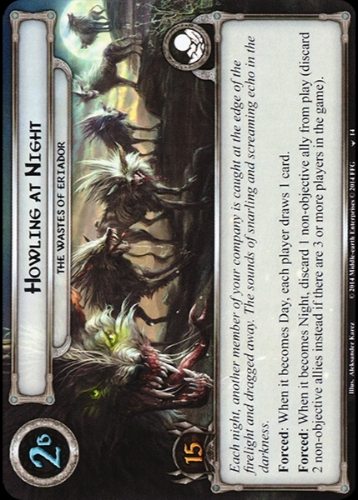 2B
HOWLING AT NIGHT
THE WASTES OF ERIADOR
15
Each night, another member of your company is caught at the edge of the
firelight and dragged away. The sounds of snarling and screaming echo in the
darkness.
Forced: When it becomes Day, each player draws 1 card.
Forced: When it becomes Night, discard 1 non-objective ally from play (discard
2 non-objective allies instead if there are 3 or more players in the game).
Illus. Aleksander Karcz © 2014 Middle-earth Enterprises © 2014 FFG 14